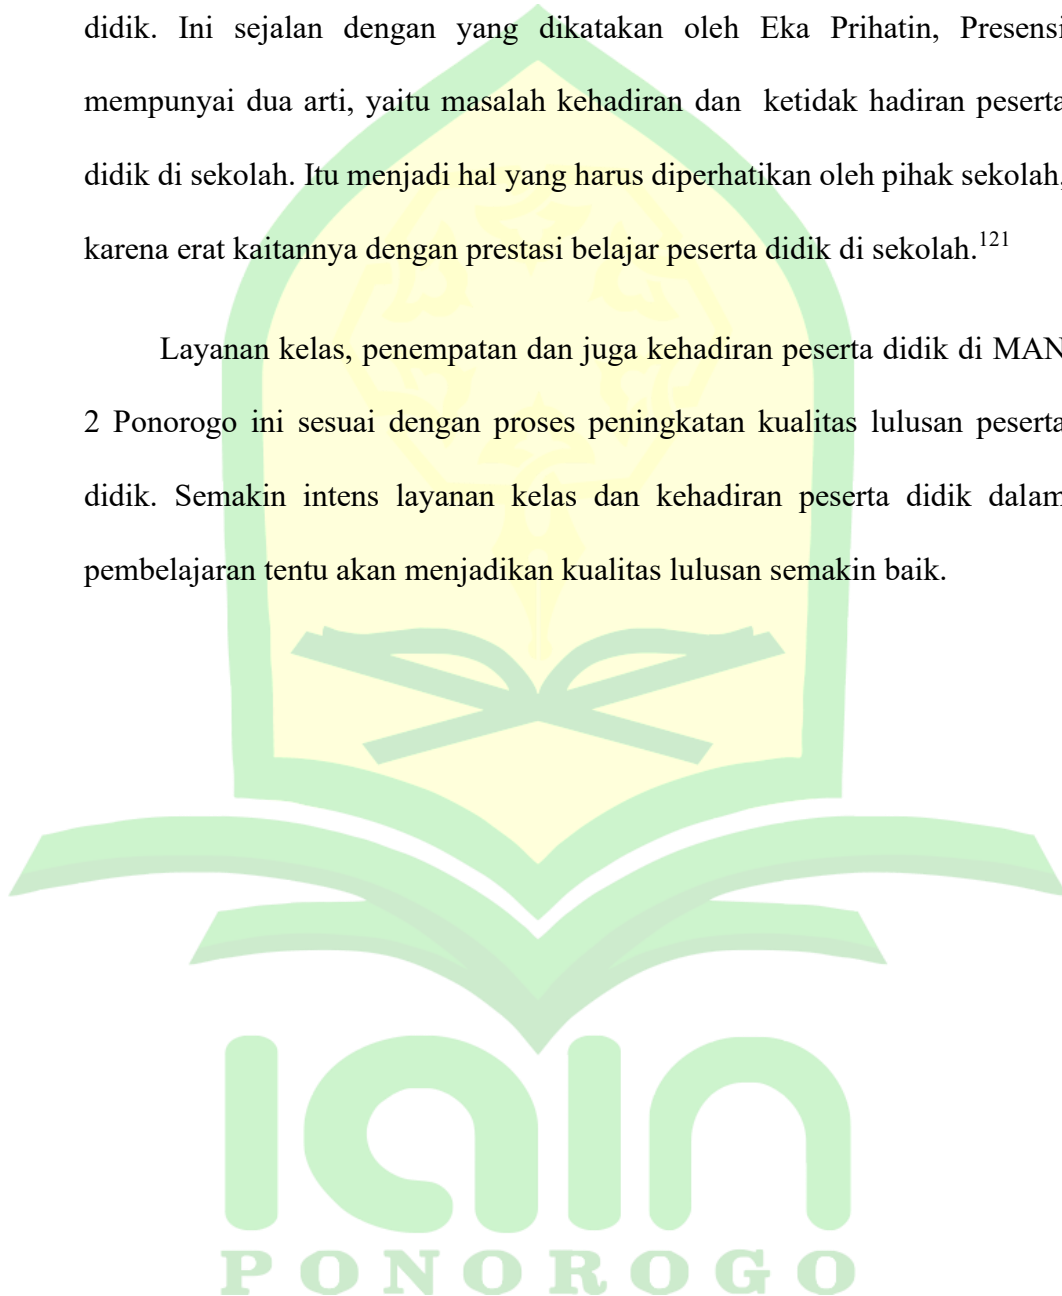 didik. Ini sejalan dengan yang dikatakan oleh Eka Prihatin, Presensi
mempunyai dua arti, yaitu masalah kehadiran dan  ketidak hadiran peserta
didik di sekolah. Itu menjadi hal yang harus diperhatikan oleh pihak sekolah,
karena erat kaitannya dengan prestasi belajar peserta didik di sekolah.121
Layanan kelas, penempatan dan juga kehadiran peserta didik di MAN
2 Ponorogo ini sesuai dengan proses peningkatan kualitas lulusan peserta
didik. Semakin intens layanan kelas dan kehadiran peserta didik dalam
pembelajaran tentu akan menjadikan kualitas lulusan semakin baik.
IAIN
PONOROGO